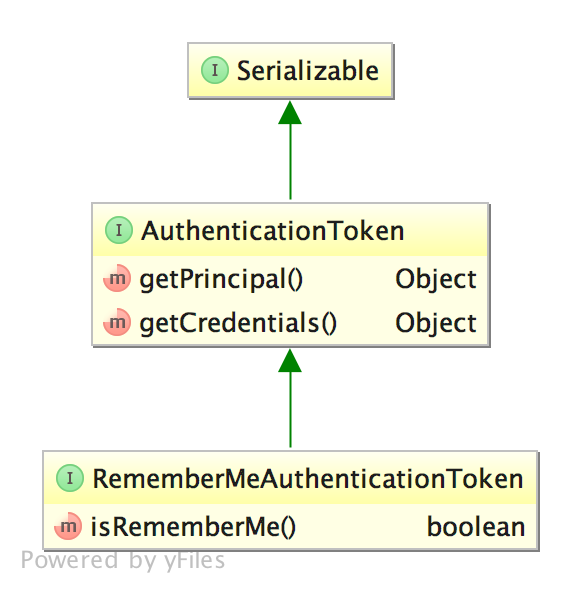 I Serializable
I AuthenticationToken
m getPrincipal() Object
m getCredentials() Object
I RememberMeAuthenticationToken
m isRememberMe() boolean
Powered by yFiles